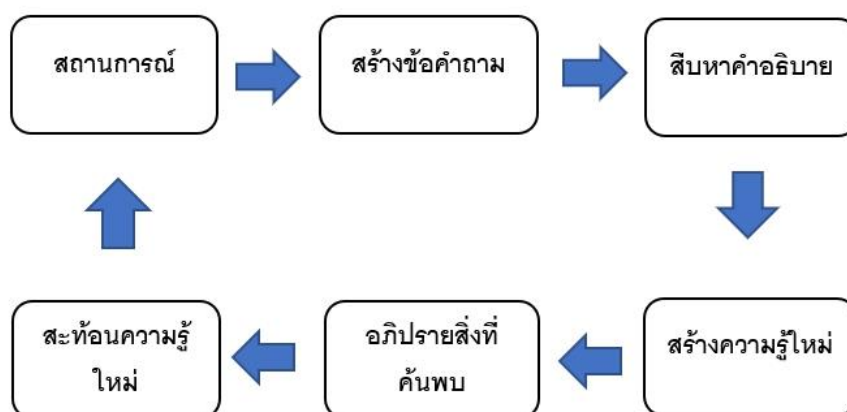 สถานการณ์
สร้างข้อคำถาม
สืบหาคำอธิบาย
สะท้อนความรู้
ใหม่
อภิปรายสิ่งที่
ค้นพบ
สร้างความรู้ใหม่